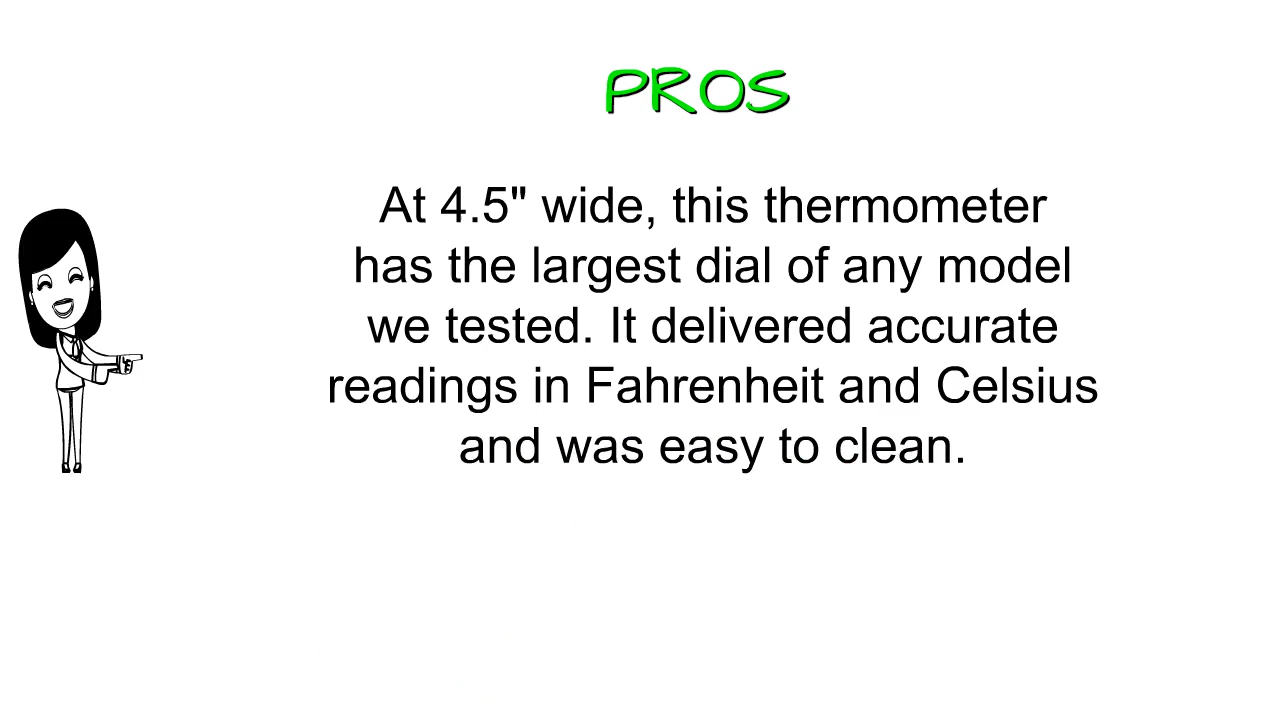 PROS
At 4.5" wide, this thermometer
has the largest dial of any model
we tested. It delivered accurate
readings in Fahrenheit and Celsius
and was easy to clean.